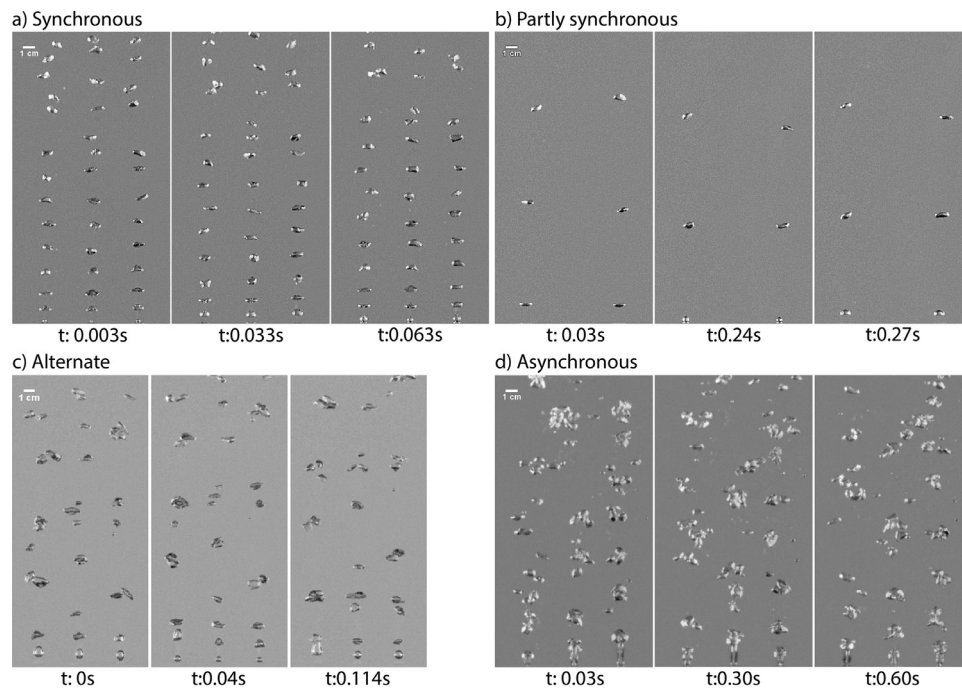 a) Synchronous
b) Partly synchronous
1 cm
1 cm
t: 0.003s
t:0.033s
t:0.063s
t: 0.03s
t:0.24s
t:0.27s
c) Alternate
d) Asynchronous
1 cm
1 cm
t: 0s
t:0.04s
t:0.114s
t: 0.03s
t:0.30s
t:0.60s